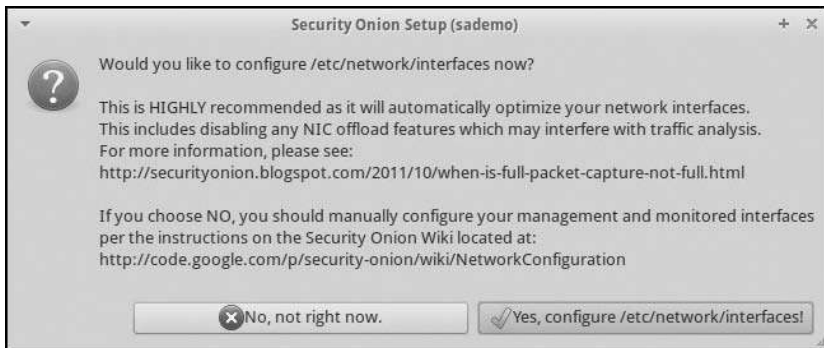 Security Onion Setup (sademo)
Would you like to configure /etc/network/interfaces now?
This is HIGHLY recommended as it will automatically optimize your network interfaces.
This includes disabling any NIC offload features which may interfere with traffic analysis.
For more information, please see:
http://securityonion.blogspot.com/2011/10/when-is-full-packet-capture-not-full.html
If you choose NO, you should manually configure your management and monitored interfaces
per the instructions on the Security Onion Wiki located at:
http://code.google.com/p/security-onion/wiki/NetworkConfiguration
No, not right now.
Yes, configure /etc/network/interfaces!